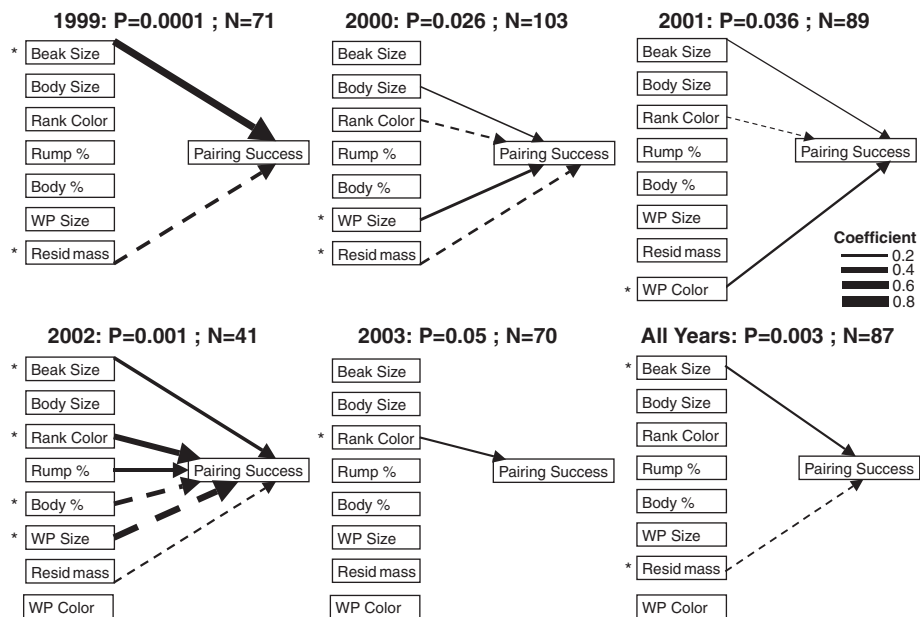 1999: P=0.0001 ; N=71
* Beak Size
Body Size
Rank Color
Rump %
Body %
WP Size
* Resid mass
Pairing Success
2000: P=0.026 ; N=103
Beak Size
Body Size
Rank Color
Rump %
Body %
* WP Size
* Resid mass
Pairing Success
2001: P=0.036 ; N=89
Beak Size
Body Size
Rank Color
Rump %
Body %
WP Size
Resid mass
* WP Color
Pairing Success
Coefficient
0.2
0.4
0.6
0.8
2002: P=0.001 ; N=41
* Beak Size
Body Size
* Rank Color
Rump %
* Body %
* WP Size
Resid mass
WP Color
Pairing Success
2003: P=0.05 ; N=70
Beak Size
Body Size
* Rank Color
Rump %
Body %
WP Size
Resid mass
WP Color
Pairing Success
All Years: P=0.003 ; N=87
* Beak Size
Body Size
Rank Color
Rump %
Body %
WP Size
* Resid mass
WP Color
Pairing Success